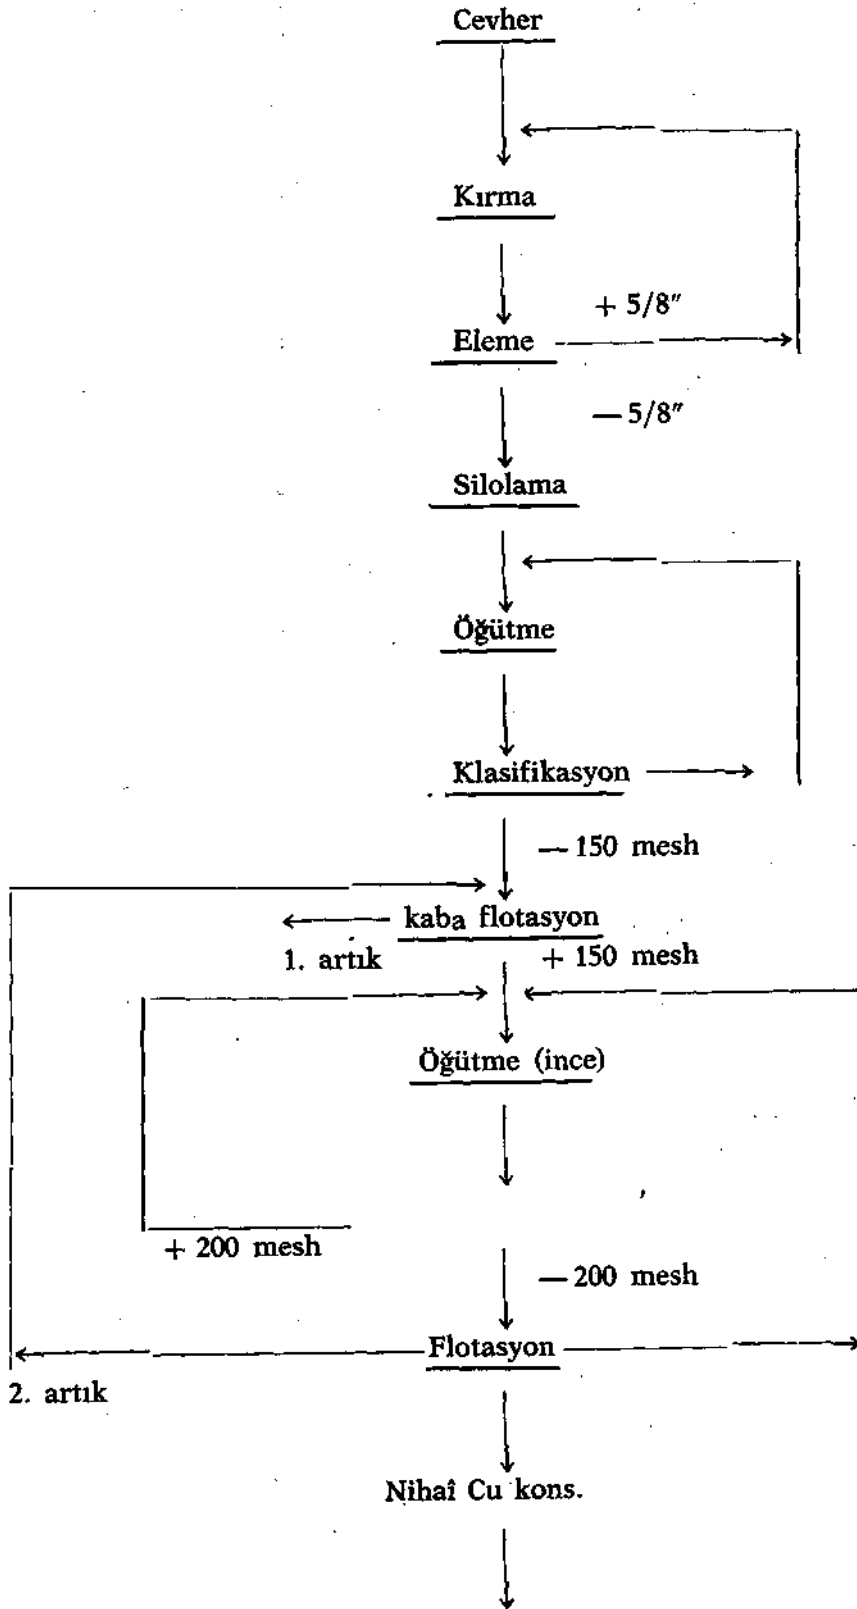 Cevher
Kırma
+ 5/8"
Eleme
— 5/8"
Silolama
Öğütme
Klasifikasyon
— 150 mesh
kaba flotasyon
1. artık
+ 150 mesh
Öğütme (ince)
+ 200 mesh
— 200 mesh
Flotasyon
2. artık
Nihaî Cu kons.